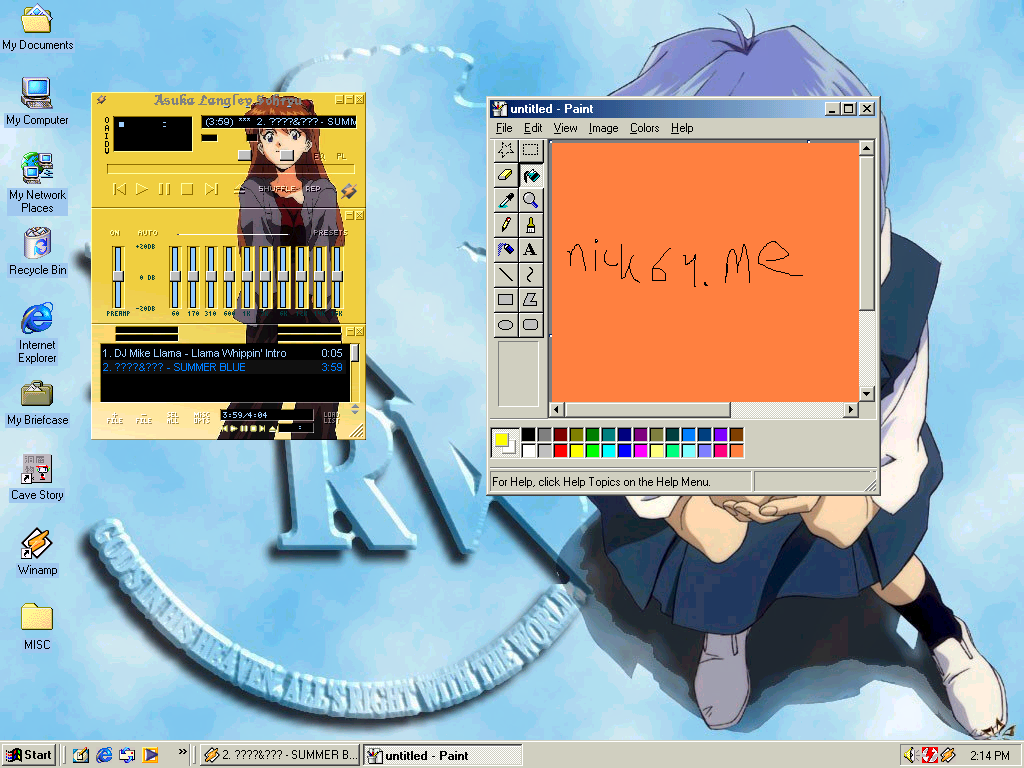 My Documents
My Computer
My Network
Places
Recycle Bin
Internet
Explorer
My Briefcase
Cave Story
Winamp
MISC
Asuka Langley Sohryu
O
A
I
D
V
(3:59) *** 2. ????&??? - SUMM
EQ PL
SHUFFLE REP
ON AUTO PRESETS
+20DB
0 DB
-20DB
PREAMP 60 170 310 600 1K 3K 6K 12K 14K 16K
1. DJ Mike Llama - Llama Whippin' Intro 0:05
2. ????&??? - SUMMER BLUE 3:59
+ FILE - FILE SEL ALL MISC OPTS 3:59/4:04 LOAD LIST
untitled - Paint
File Edit View Image Colors Help
A
nick64.me
For Help, click Help Topics on the Help Menu.
GOD'S IN HIS HEAVEN, ALL'S RIGHT WITH THE WORLD
Start 2. ????&??? - SUMMER B... untitled - Paint 2:14 PM